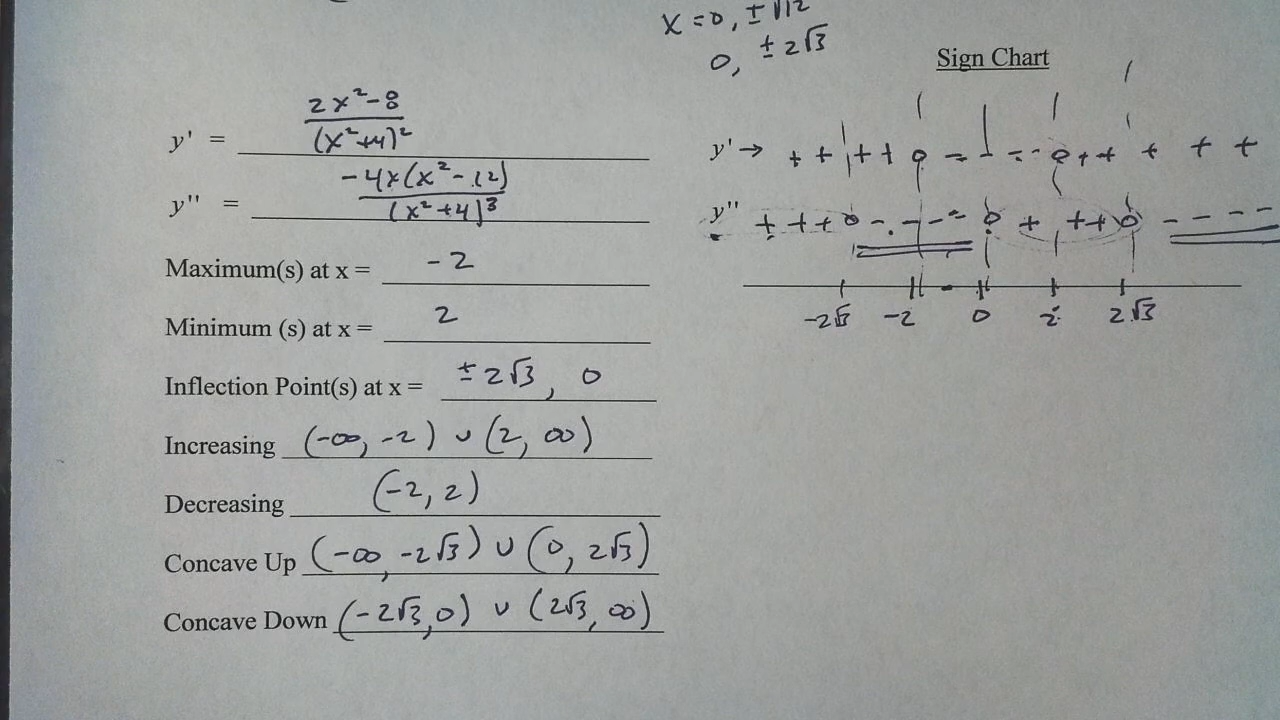 x = 0, ±√12
0, ±2√3
Sign Chart
y' = (2x²-8)/(x²+4)²
y'' = -4x(x²-12)/(x²+4)³
Maximum(s) at x = -2
Minimum (s) at x = 2
Inflection Point(s) at x = ±2√3, 0
Increasing (-∞, -2) ∪ (2, ∞)
Decreasing (-2, 2)
Concave Up (-∞, -2√3) ∪ (0, 2√3)
Concave Down (-2√3, 0) ∪ (2√3, ∞)
y' → + + + + 0 - - - - 0 + + + + +
y'' + + + + 0 - - - - 0 + + + 0 - - - -
-2√3 -2 0 2 2√3